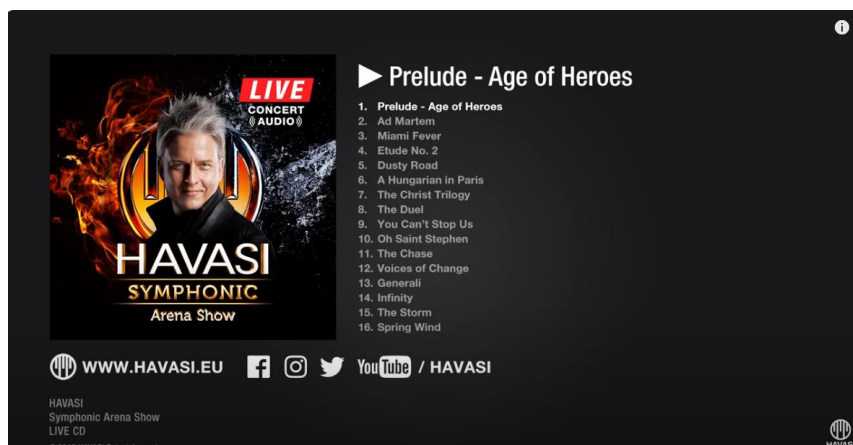 LIVE
CONCERT
AUDIO
HAVASI
SYMPHONIC
Arena Show
Prelude - Age of Heroes
1. Prelude - Age of Heroes
2. Ad Martem
3. Miami Fever
4. Etude No. 2
5. Dusty Road
6. A Hungarian in Paris
7. The Christ Trilogy
8. The Duel
9. You Can't Stop Us
10. Oh Saint Stephen
11. The Chase
12. Voices of Change
13. Generali
14. Infinity
15. The Storm
16. Spring Wind
WWW.HAVASI.EU YouTube / HAVASI
HAVASI
Symphonic Arena Show
LIVE CD
HAVASI